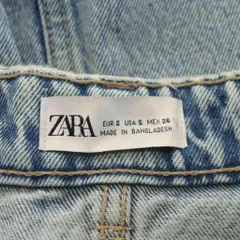 ZARA
EUR S USA S MEX 26
MADE IN BANGLADESH